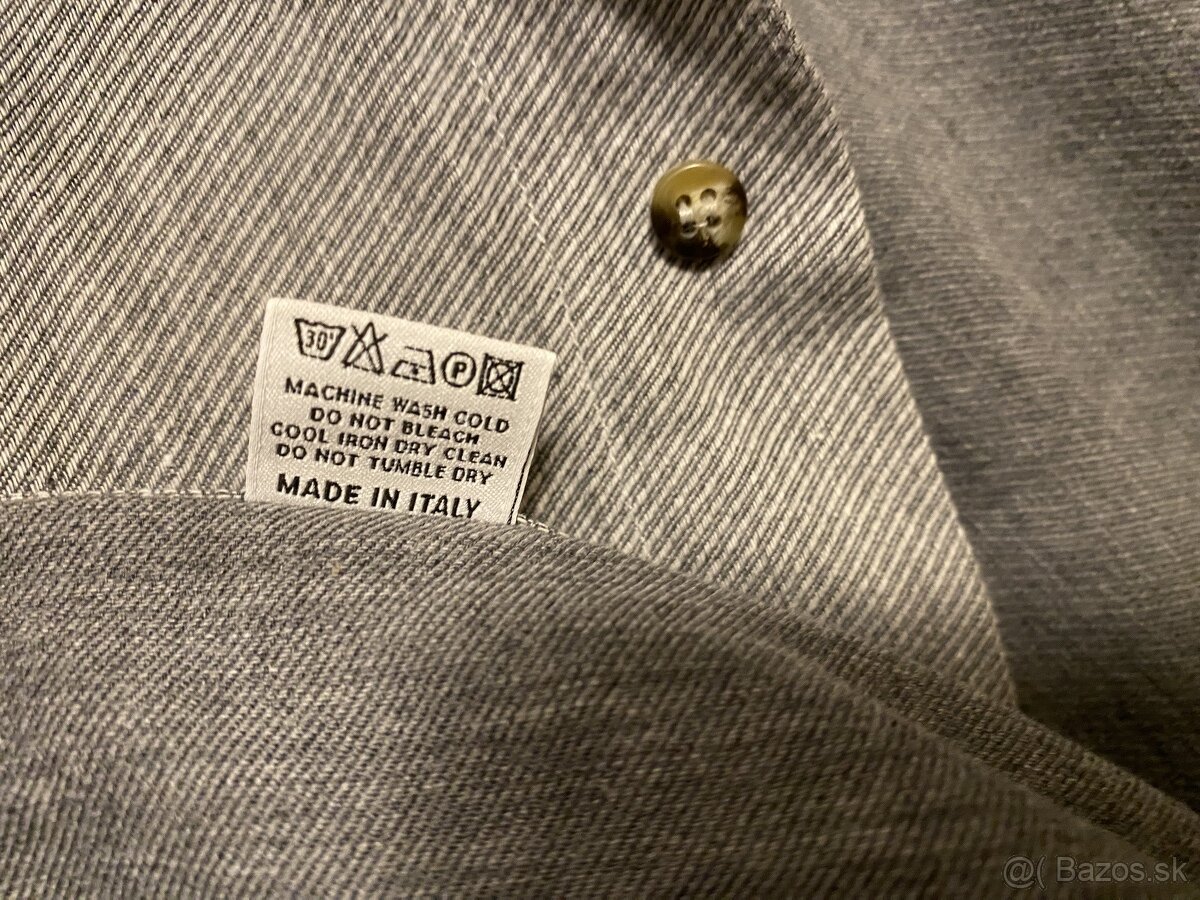 30°
P
MACHINE WASH COLD
DO NOT BLEACH
COOL IRON DRY CLEAN
DO NOT TUMBLE DRY
MADE IN ITALY
@( Bazos.sk